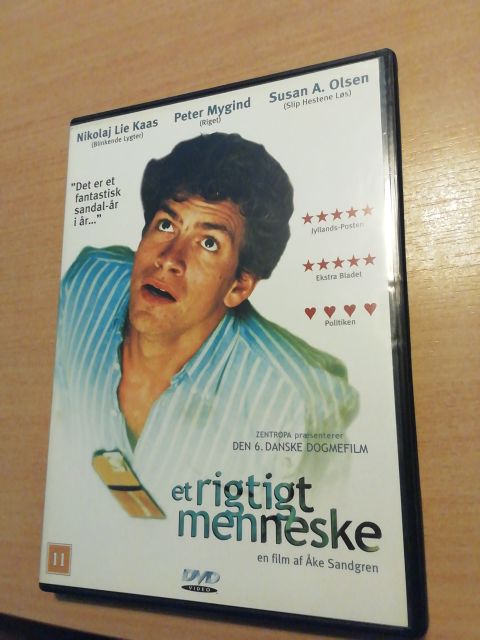 Nikolaj Lie Kaas
(Blinkende Lygter)
Peter Mygind
(Riget)
Susan A. Olsen
(Slip Hestene Løs)
"Det er et
fantastisk
sandal-år
i år..."
★★★★★
Jyllands-Posten
★★★★★
Ekstra Bladet
♥♥♥♥
Politiken
ZENTROPA præsenterer
DEN 6. DANSKE DOGMEFILM
et rigtigt
menneske
en film af Åke Sandgren
11
DVD
VIDEO